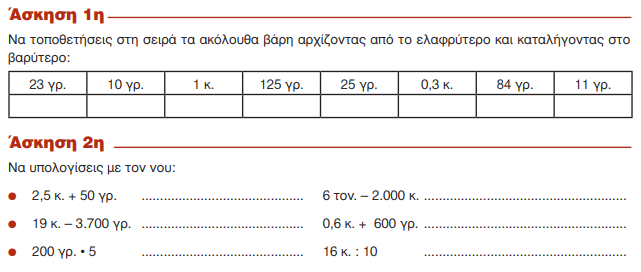 Άσκηση 1η
Να τοποθετήσεις στη σειρά τα ακόλουθα βάρη αρχίζοντας από το ελαφρύτερο και καταλήγοντας στο
βαρύτερο:
23 γρ. 10 γρ. 1 κ. 125 γρ. 25 γρ. 0,3 κ. 84 γρ. 11 γρ.
Άσκηση 2η
Να υπολογίσεις με τον νου:
• 2,5 κ. + 50 γρ. .......................................... 6 τον. – 2.000 κ. ....................................................
• 19 κ. – 3.700 γρ. .......................................... 0,6 κ. + 600 γρ. ....................................................
• 200 γρ. • 5 .......................................... 16 κ. : 10 ....................................................